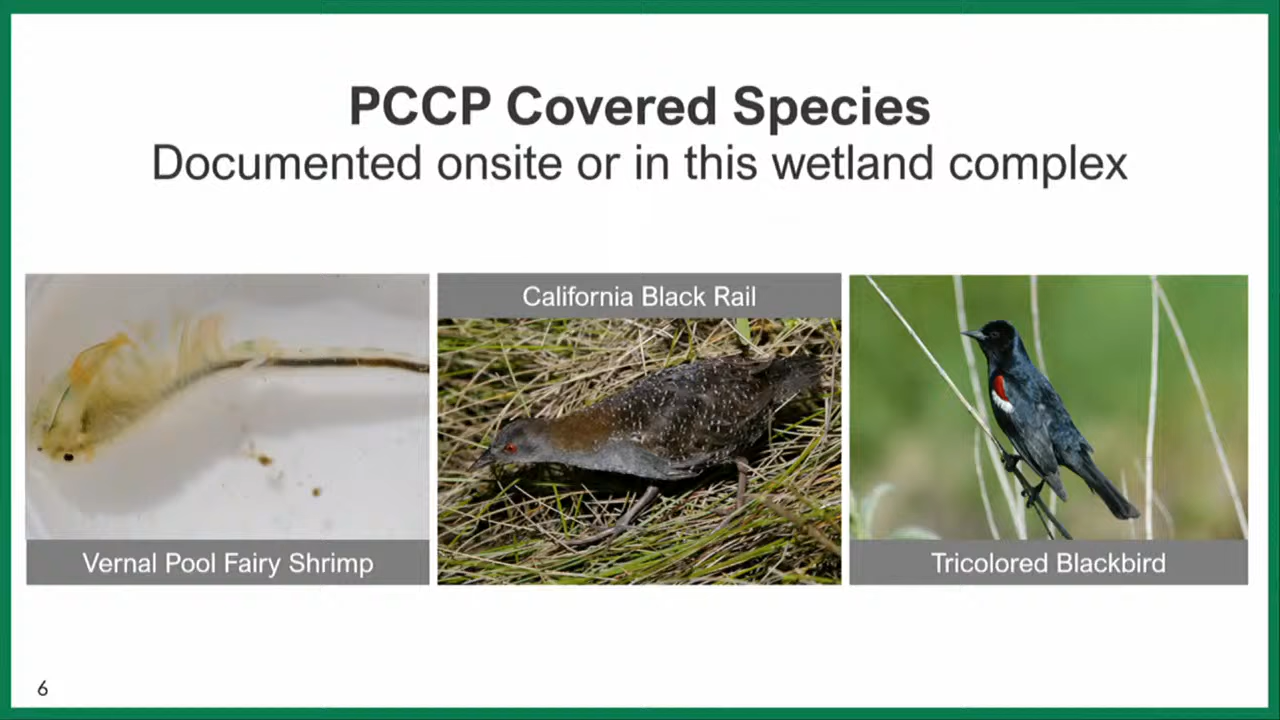 PCCP Covered Species
Documented onsite or in this wetland complex
Vernal Pool Fairy Shrimp
California Black Rail
Tricolored Blackbird
6